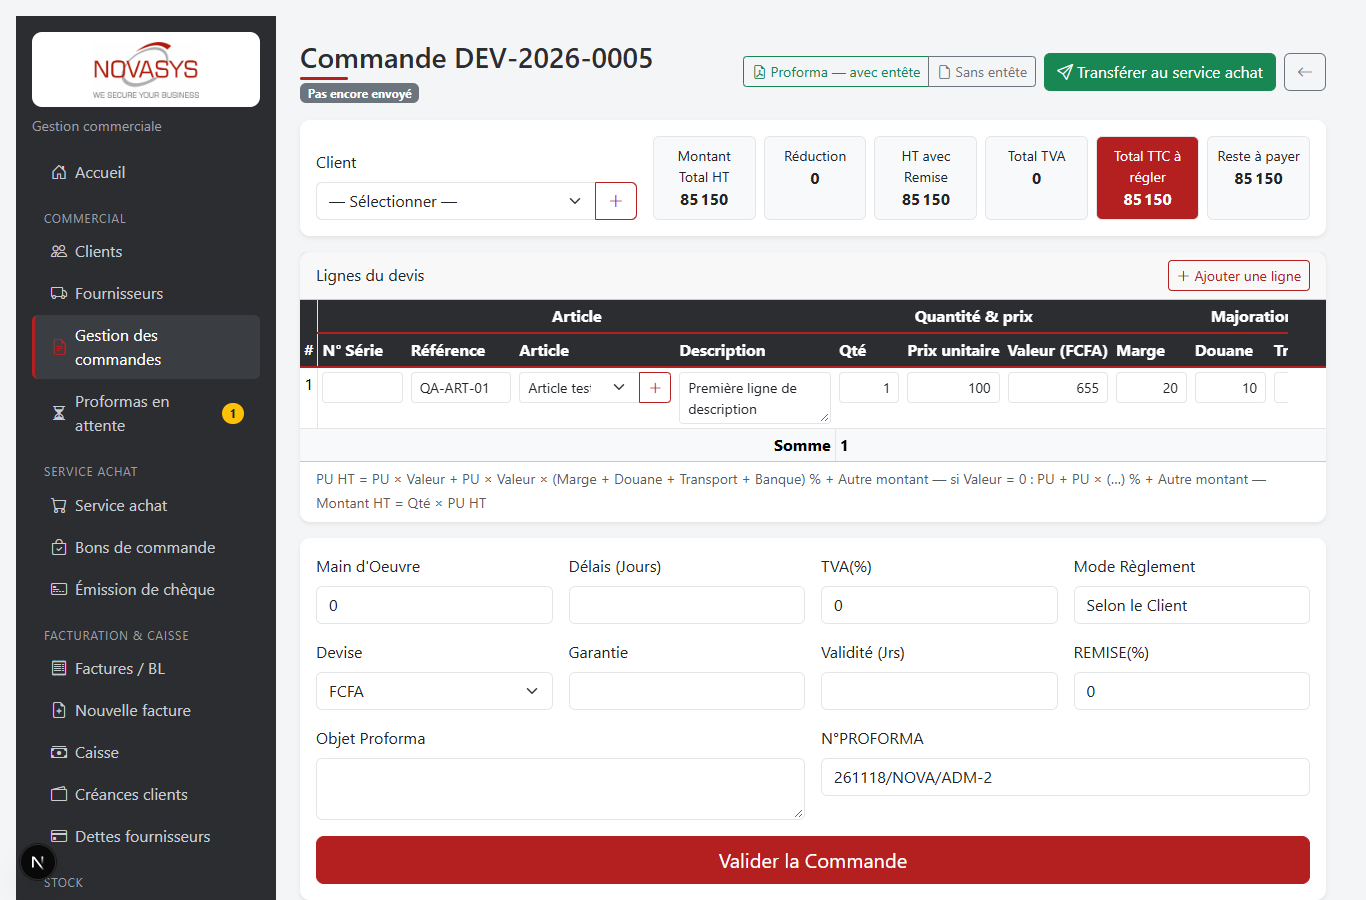 NOVASYS
WE SECURE YOUR BUSINESS
Gestion commerciale
Accueil
COMMERCIAL
Clients
Fournisseurs
Gestion des
commandes
Proformas en
attente
1
SERVICE ACHAT
Service achat
Bons de commande
Émission de chèque
FACTURATION & CAISSE
Factures / BL
Nouvelle facture
Caisse
Créances clients
Dettes fournisseurs
N
STOCK
Commande DEV-2026-0005
Pas encore envoyé
Proforma — avec entête
Sans entête
Transférer au service achat
Client
— Sélectionner —
Montant
Total HT
85 150
Réduction
0
HT avec
Remise
85 150
Total TVA
0
Total TTC à
régler
85 150
Reste à payer
85 150
Lignes du devis
Ajouter une ligne
Article Quantité & prix Majoration
# N° Série Référence Article Description Qté Prix unitaire Valeur (FCFA) Marge Douane Tr
1 QA-ART-01 Article test Première ligne de description 1 100 655 20 10
Somme 1
PU HT = PU × Valeur + PU × Valeur × (Marge + Douane + Transport + Banque) % + Autre montant — si Valeur = 0 : PU + PU × (...) % + Autre montant —
Montant HT = Qté × PU HT
Main d'Oeuvre
0
Délais (Jours)
TVA(%)
0
Mode Règlement
Selon le Client
Devise
FCFA
Garantie
Validité (Jrs)
REMISE(%)
0
Objet Proforma
N°PROFORMA
261118/NOVA/ADM-2
Valider la Commande